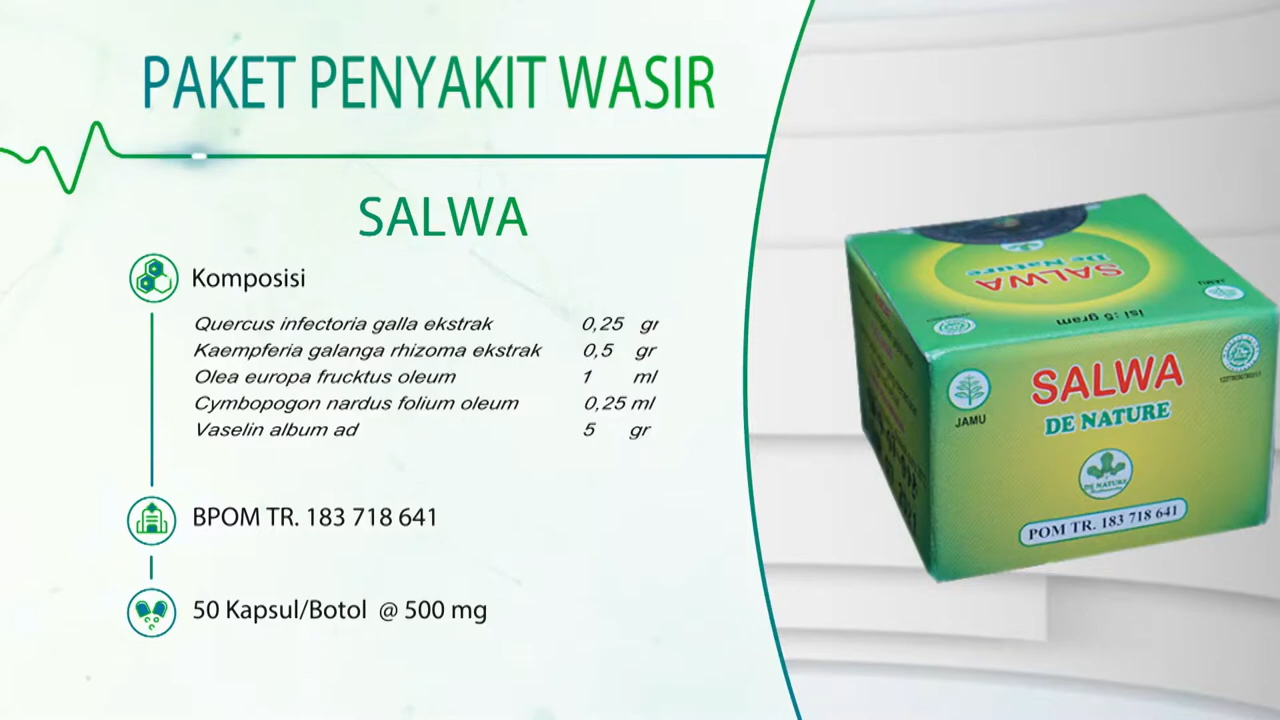 PAKET PENYAKIT WASIR
SALWA
Komposisi
Quercus infectoria galla ekstrak 0,25 gr
Kaempferia galanga rhizoma ekstrak 0,5 gr
Olea europa frucktus oleum 1 ml
Cymbopogon nardus folium oleum 0,25 ml
Vaselin album ad 5 gr
BPOM TR. 183 718 641
50 Kapsul/Botol @ 500 mg
SALWA
De Nature
JAMU
isi : 5 gram
SALWA
DE NATURE
JAMU
DE NATURE
POM TR. 183 718 641